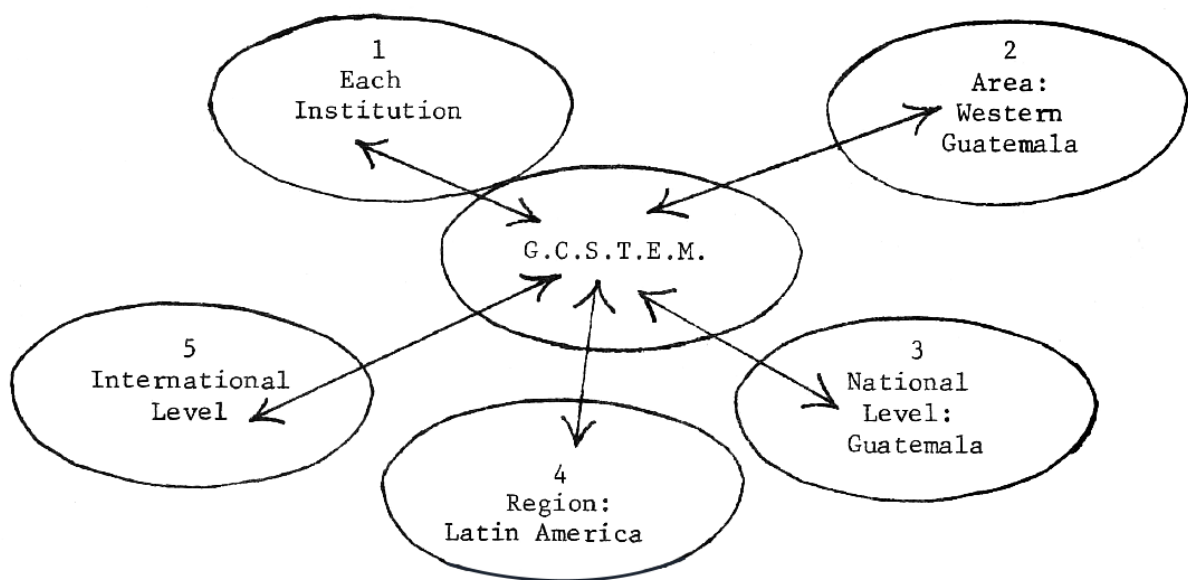 1
Each
Institution
2
Area:
Western
Guatemala
G.C.S.T.E.M.
5
International
Level
3
National
Level:
Guatemala
4
Region:
Latin America